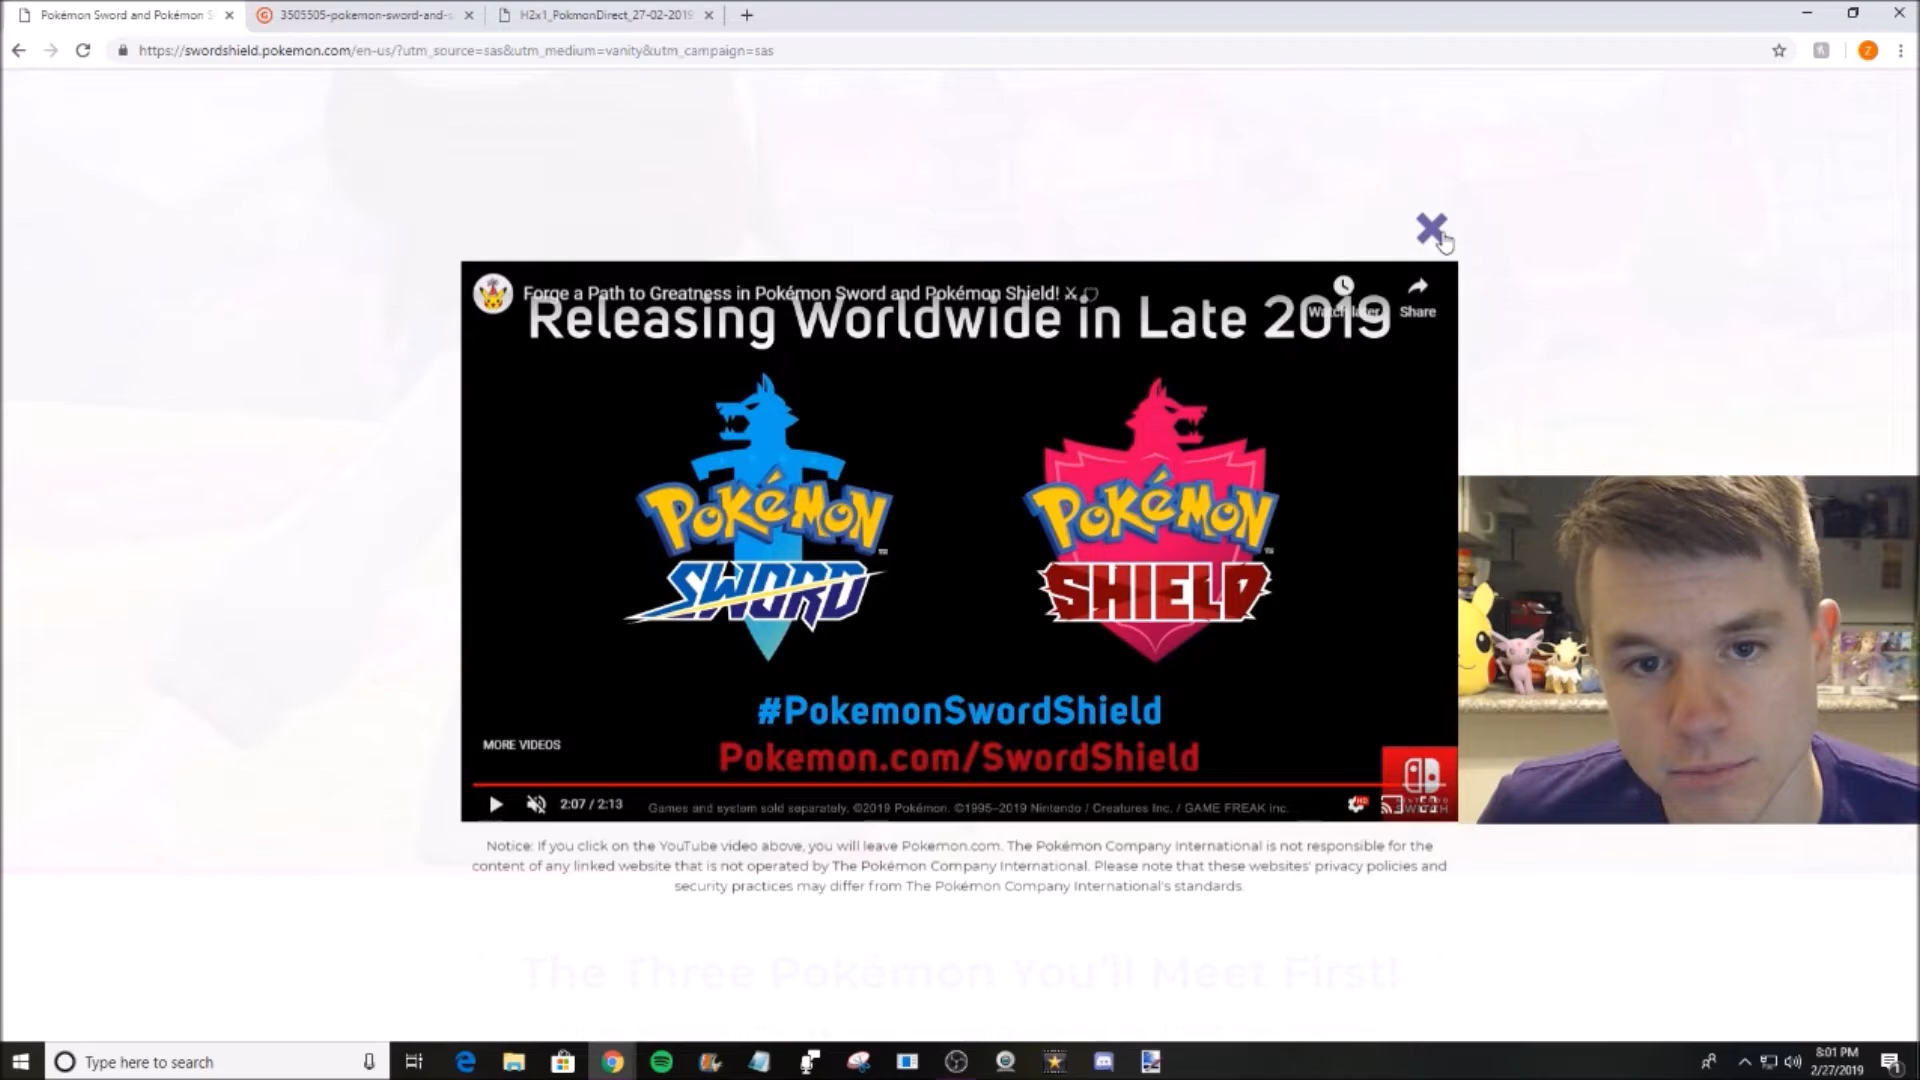 Pokémon Sword and Pokémon S
3505505-pokemon-sword-and-s
H2x1_PokmonDirect_27-02-2019
https://swordshield.pokemon.com/en-us/?utm_source=sas&utm_medium=vanity&utm_campaign=sas
Z
Forge a Path to Greatness in Pokémon Sword and Pokémon Shield!
Watch later
Share
Releasing Worldwide in Late 2019
POKéMON
SWORD
POKéMON
SHIELD
#PokemonSwordShield
Pokemon.com/SwordShield
MORE VIDEOS
2:07 / 2:13
Games and system sold separately. ©2019 Pokémon. ©1995–2019 Nintendo / Creatures Inc. / GAME FREAK inc.
HD
NINTENDO
SWITCH
Notice: If you click on the YouTube video above, you will leave Pokemon.com. The Pokémon Company International is not responsible for the
content of any linked website that is not operated by The Pokémon Company International. Please note that these websites' privacy policies and
security practices may differ from The Pokémon Company International's standards.
The Three Pokémon You'll Meet First!
Type here to search
8:01 PM
2/27/2019
1